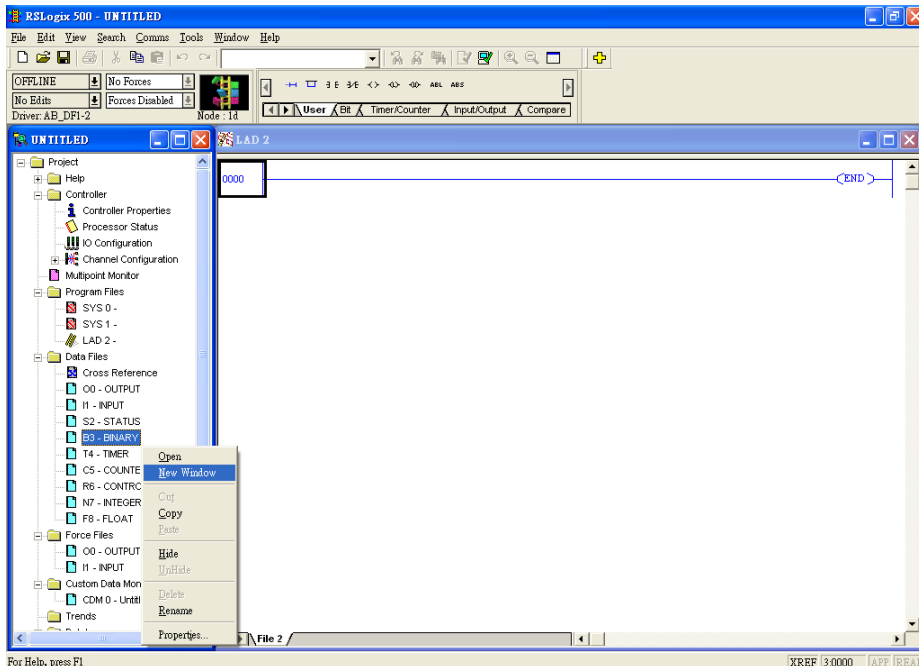 RSLogix 500 - UNTITLED
File Edit View Search Comms Tools Window Help
OFFLINE No Forces
No Edits Forces Disabled
Driver: AB_DF1-2 Node : 1d
ABL ABS
User Bit Timer/Counter Input/Output Compare
UNTITLED
Project
Help
Controller
Controller Properties
Processor Status
IO Configuration
Channel Configuration
Multipoint Monitor
Program Files
SYS 0 -
SYS 1 -
LAD 2 -
Data Files
Cross Reference
O0 - OUTPUT
I1 - INPUT
S2 - STATUS
B3 - BINARY
T4 - TIMER
C5 - COUNTE
R6 - CONTRO
N7 - INTEGER
F8 - FLOAT
Force Files
O0 - OUTPUT
I1 - INPUT
Custom Data Mon
CDM 0 - Untitl
Trends
Open
New Window
Cut
Copy
Paste
Hide
UnHide
Delete
Rename
Properties...
LAD 2
0000
END
File 2
For Help, press F1
XREF 3:0000 APP REA